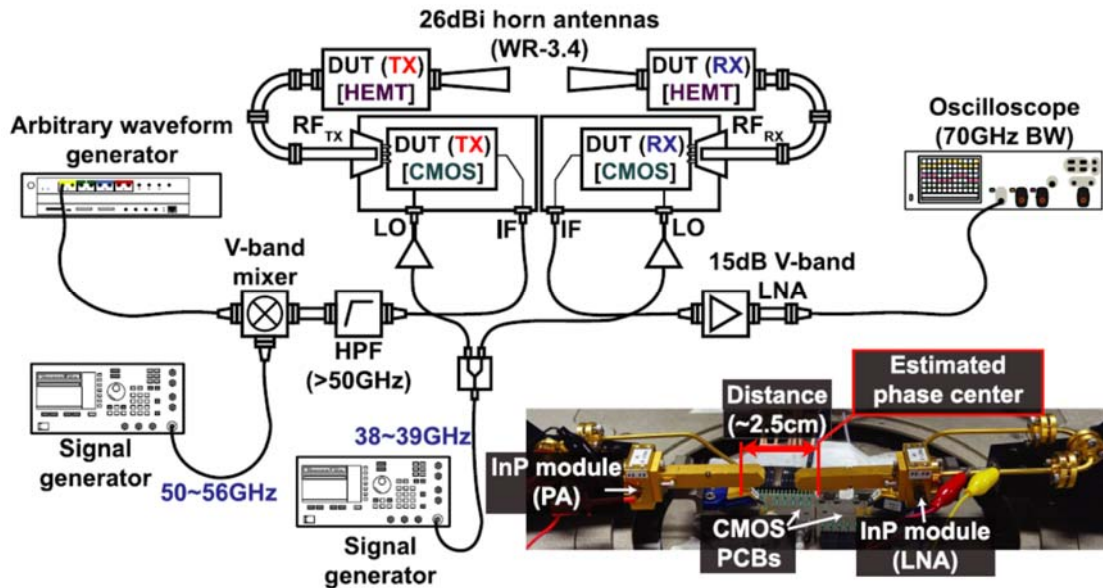 26dBi horn antennas
(WR-3.4)
DUT (TX)
[HEMT]
DUT (RX)
[HEMT]
RF_TX
DUT (TX)
[CMOS]
DUT (RX)
[CMOS]
RF_RX
Oscilloscope
(70GHz BW)
Arbitrary waveform
generator
LO
IF
IF
LO
V-band
mixer
15dB V-band
LNA
HPF
(>50GHz)
Signal
generator
50~56GHz
38~39GHz
Signal
generator
Estimated
phase center
Distance
(~2.5cm)
InP module
(PA)
CMOS
PCBs
InP module
(LNA)